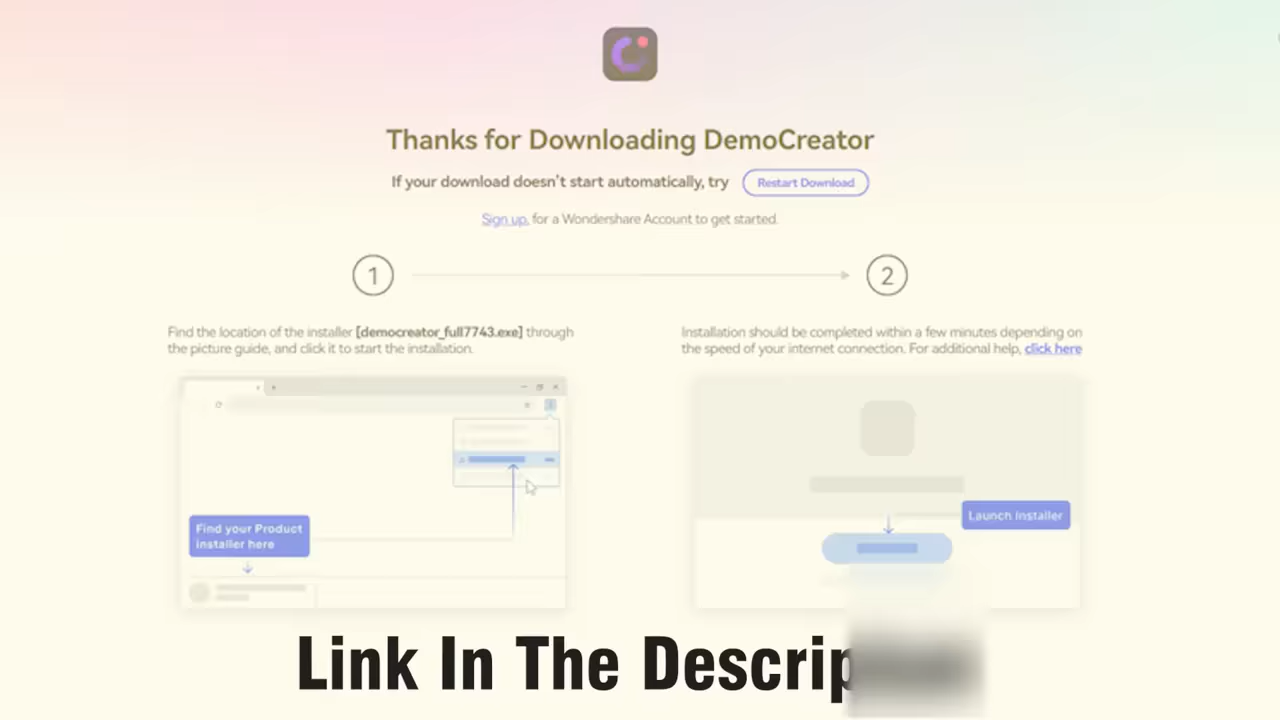 Thanks for Downloading DemoCreator
If your download doesn't start automatically, try
Restart Download
Sign up, for a Wondershare Account to get started.
1
2
Find the location of the installer [democreator_full7743.exe] through
the picture guide, and click it to start the installation.
Installation should be completed within a few minutes depending on
the speed of your internet connection. For additional help, click here
Find your Product
installer here
Launch Installer
Link In The Descrip